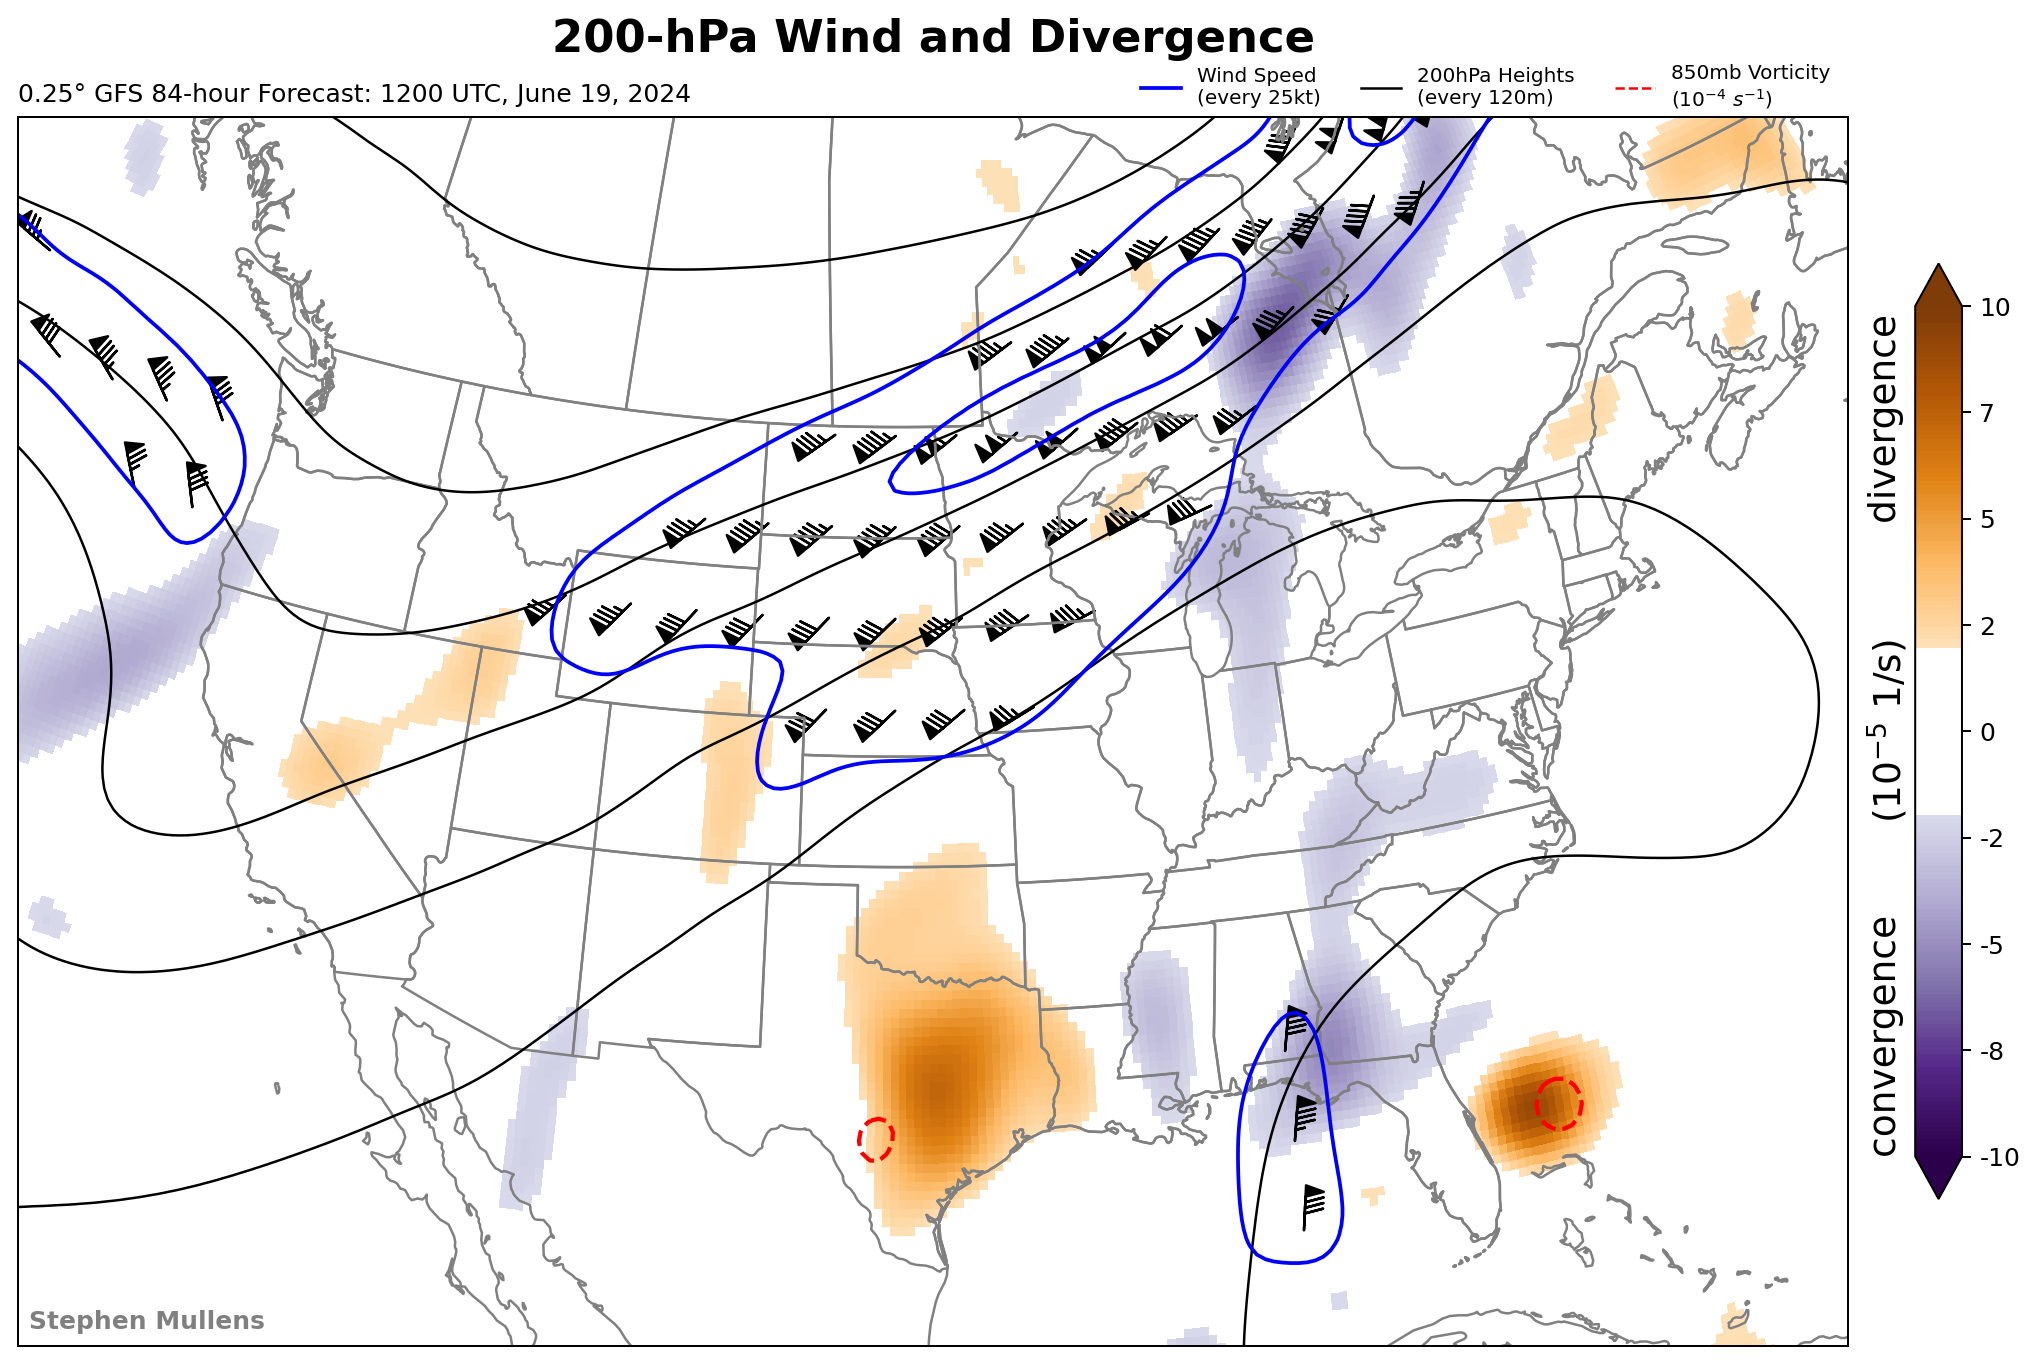 200-hPa Wind and Divergence
0.25° GFS 84-hour Forecast: 1200 UTC, June 19, 2024
Wind Speed
(every 25kt)
200hPa Heights
(every 120m)
850mb Vorticity
(10⁻⁴ s⁻¹)
10
7
5
2
0
-2
-5
-8
-10
convergence (10⁻⁵ 1/s) divergence
Stephen Mullens